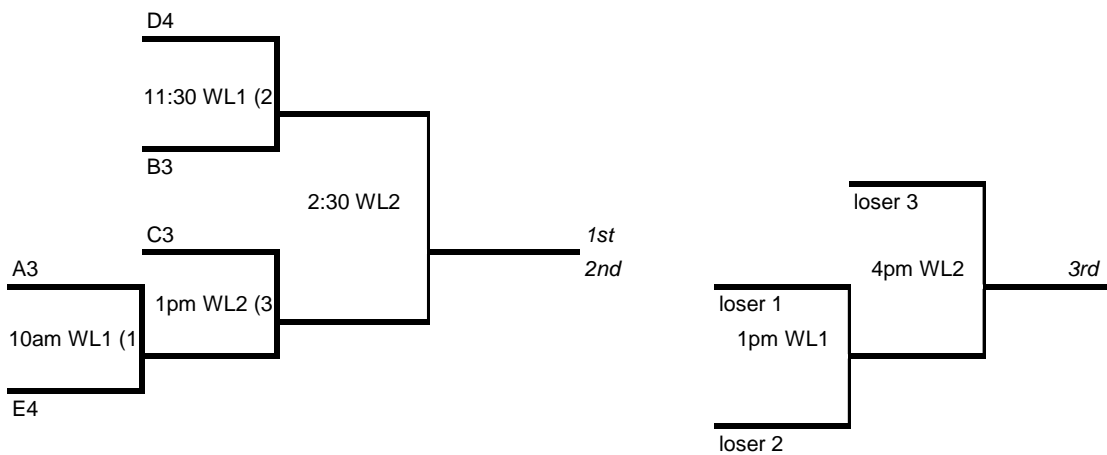 D4
11:30 WL1 (2
B3
2:30 WL2
C3
1st
2nd
A3
1pm WL2 (3
10am WL1 (1
E4
loser 3
4pm WL2
3rd
loser 1
1pm WL1
loser 2